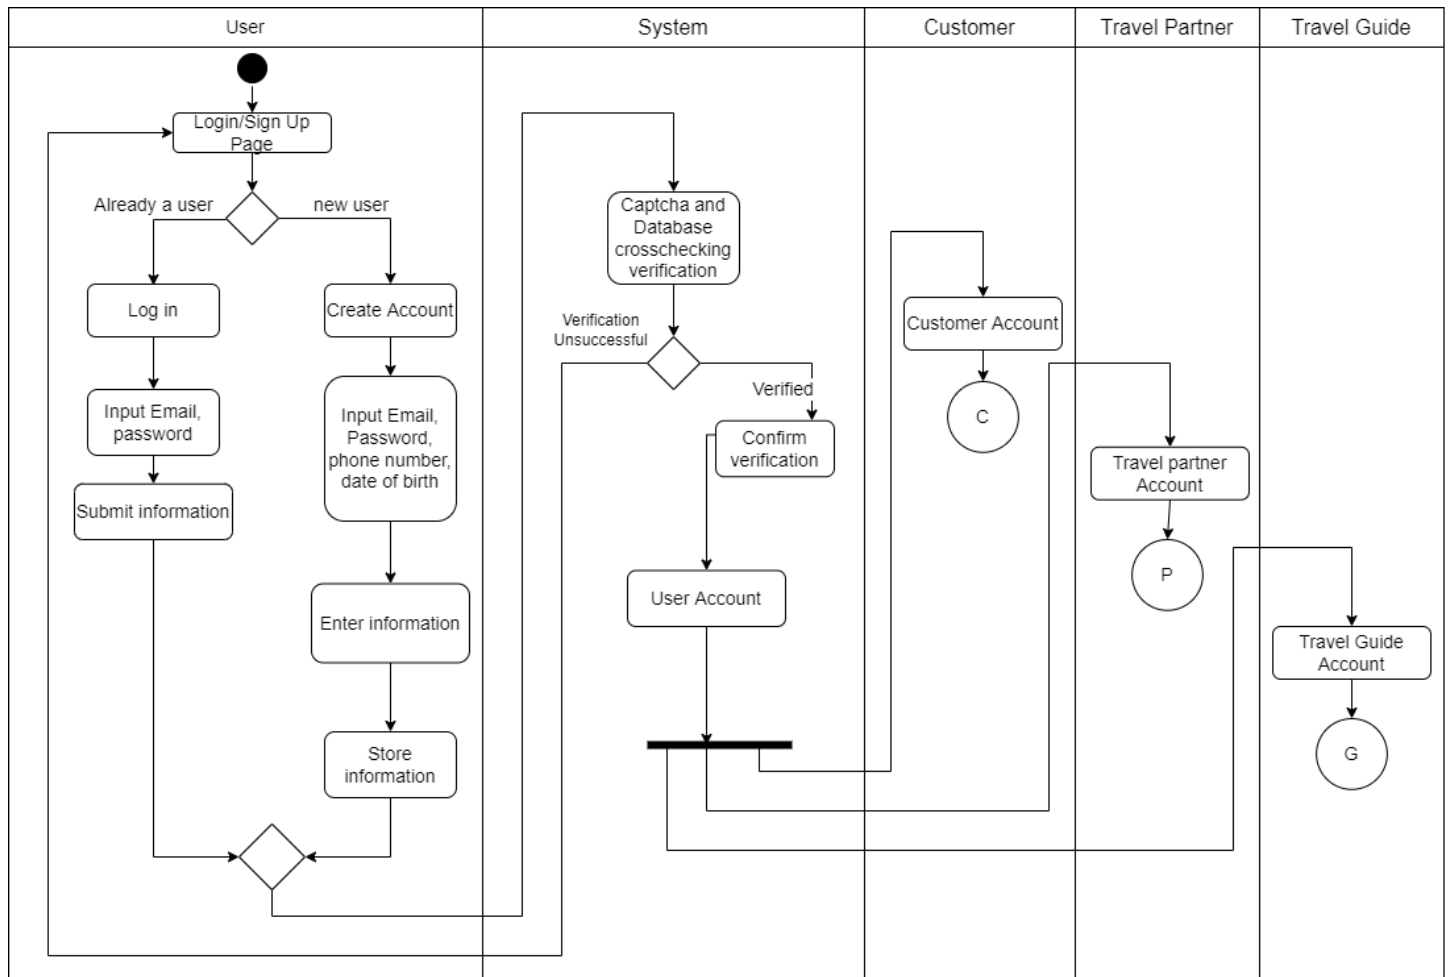 User
System
Customer
Travel Partner
Travel Guide
Login/Sign Up
Page
Already a user
new user
Log in
Create Account
Input Email,
password
Input Email,
Password,
phone number,
date of birth
Submit information
Enter information
Store
information
Captcha and
Database
crosschecking
verification
Verification
Unsuccessful
Verified
Confirm
verification
User Account
Customer Account
C
Travel partner
Account
P
Travel Guide
Account
G